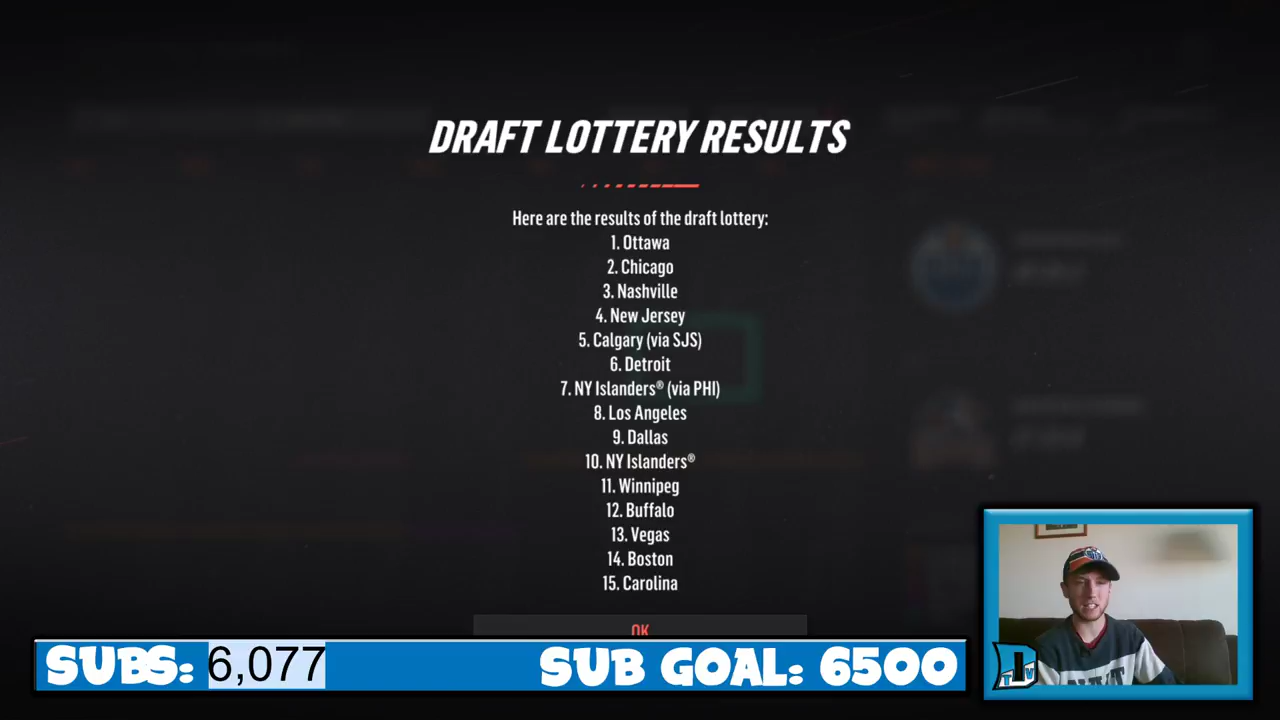 DRAFT LOTTERY RESULTS
Here are the results of the draft lottery:
1. Ottawa
2. Chicago
3. Nashville
4. New Jersey
5. Calgary (via SJS)
6. Detroit
7. NY Islanders® (via PHI)
8. Los Angeles
9. Dallas
10. NY Islanders®
11. Winnipeg
12. Buffalo
13. Vegas
14. Boston
15. Carolina
OK
SUBS: 6,077
SUB GOAL: 6500